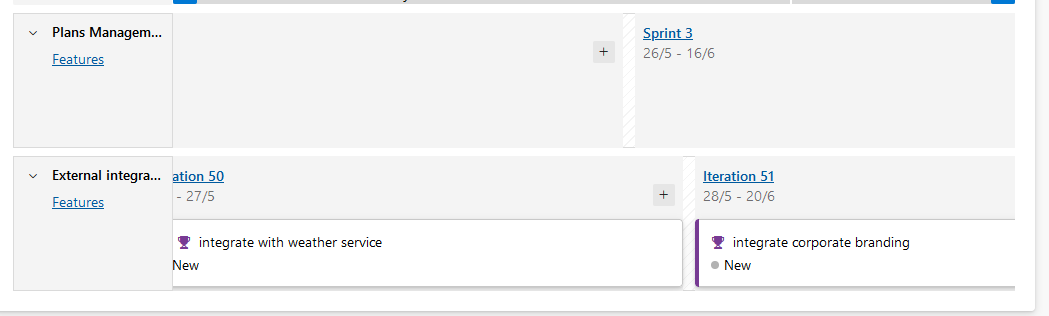 Plans Managem...
Features
+
Sprint 3
26/5 - 16/6
External integra...
Features
ation 50
- 27/5
+
Iteration 51
28/5 - 20/6
integrate with weather service
New
integrate corporate branding
New